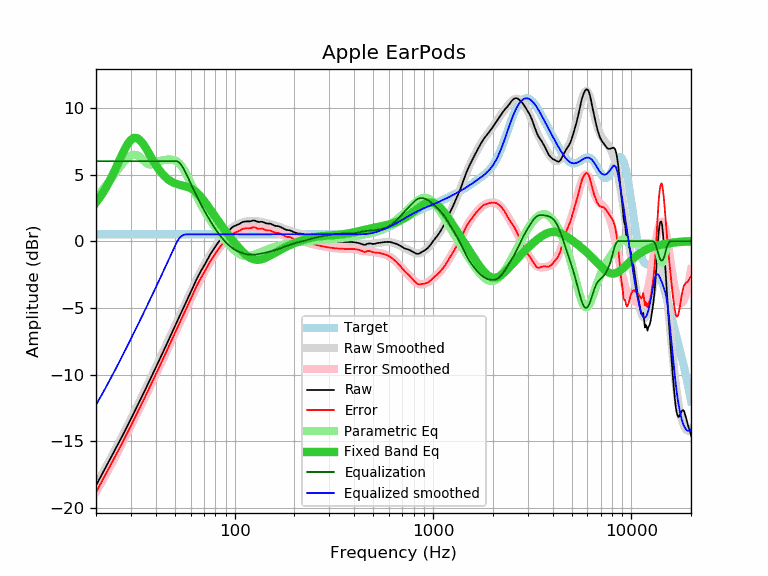 Apple EarPods
Amplitude (dBr)
10
5
0
−5
−10
−15
−20
Target
Raw Smoothed
Error Smoothed
Raw
Error
Parametric Eq
Fixed Band Eq
Equalization
Equalized smoothed
100
1000
10000
Frequency (Hz)